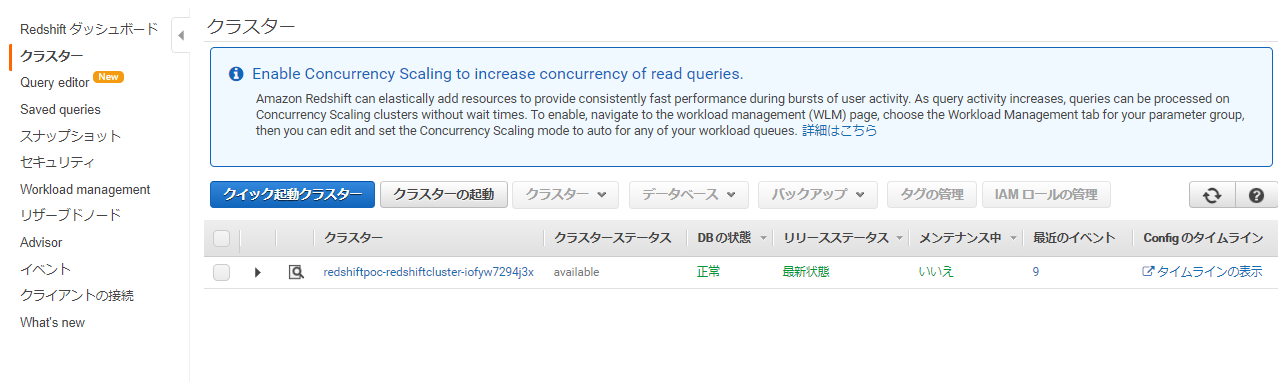 Redshift ダッシュボード
クラスター
Query editor New
Saved queries
スナップショット
セキュリティ
Workload management
リザーブドノード
Advisor
イベント
クライアントの接続
What's new
クラスター
Enable Concurrency Scaling to increase concurrency of read queries.
Amazon Redshift can elastically add resources to provide consistently fast performance during bursts of user activity. As query activity increases, queries can be processed on
Concurrency Scaling clusters without wait times. To enable, navigate to the workload management (WLM) page, choose the Workload Management tab for your parameter group,
then you can edit and set the Concurrency Scaling mode to auto for any of your workload queues. 詳細はこちら
クイック起動クラスター クラスターの起動 クラスター データベース バックアップ タグの管理 IAM ロールの管理
クラスター クラスターステータス DB の状態 リリースステータス メンテナンス中 最近のイベント Config のタイムライン
redshiftpoc-redshiftcluster-iofyw7294j3x available 正常 最新状態 いいえ 9 タイムラインの表示